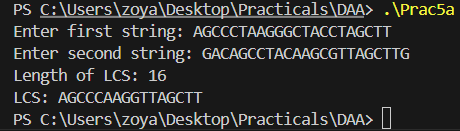 PS C:\Users\zoya\Desktop\Practicals\DAA> .\Prac5a
Enter first string: AGCCCTAAGGGCTACCTAGCTT
Enter second string: GACAGCCTACAAGCGTTAGCTTG
Length of LCS: 16
LCS: AGCCCAAGGTTAGCTT
PS C:\Users\zoya\Desktop\Practicals\DAA>